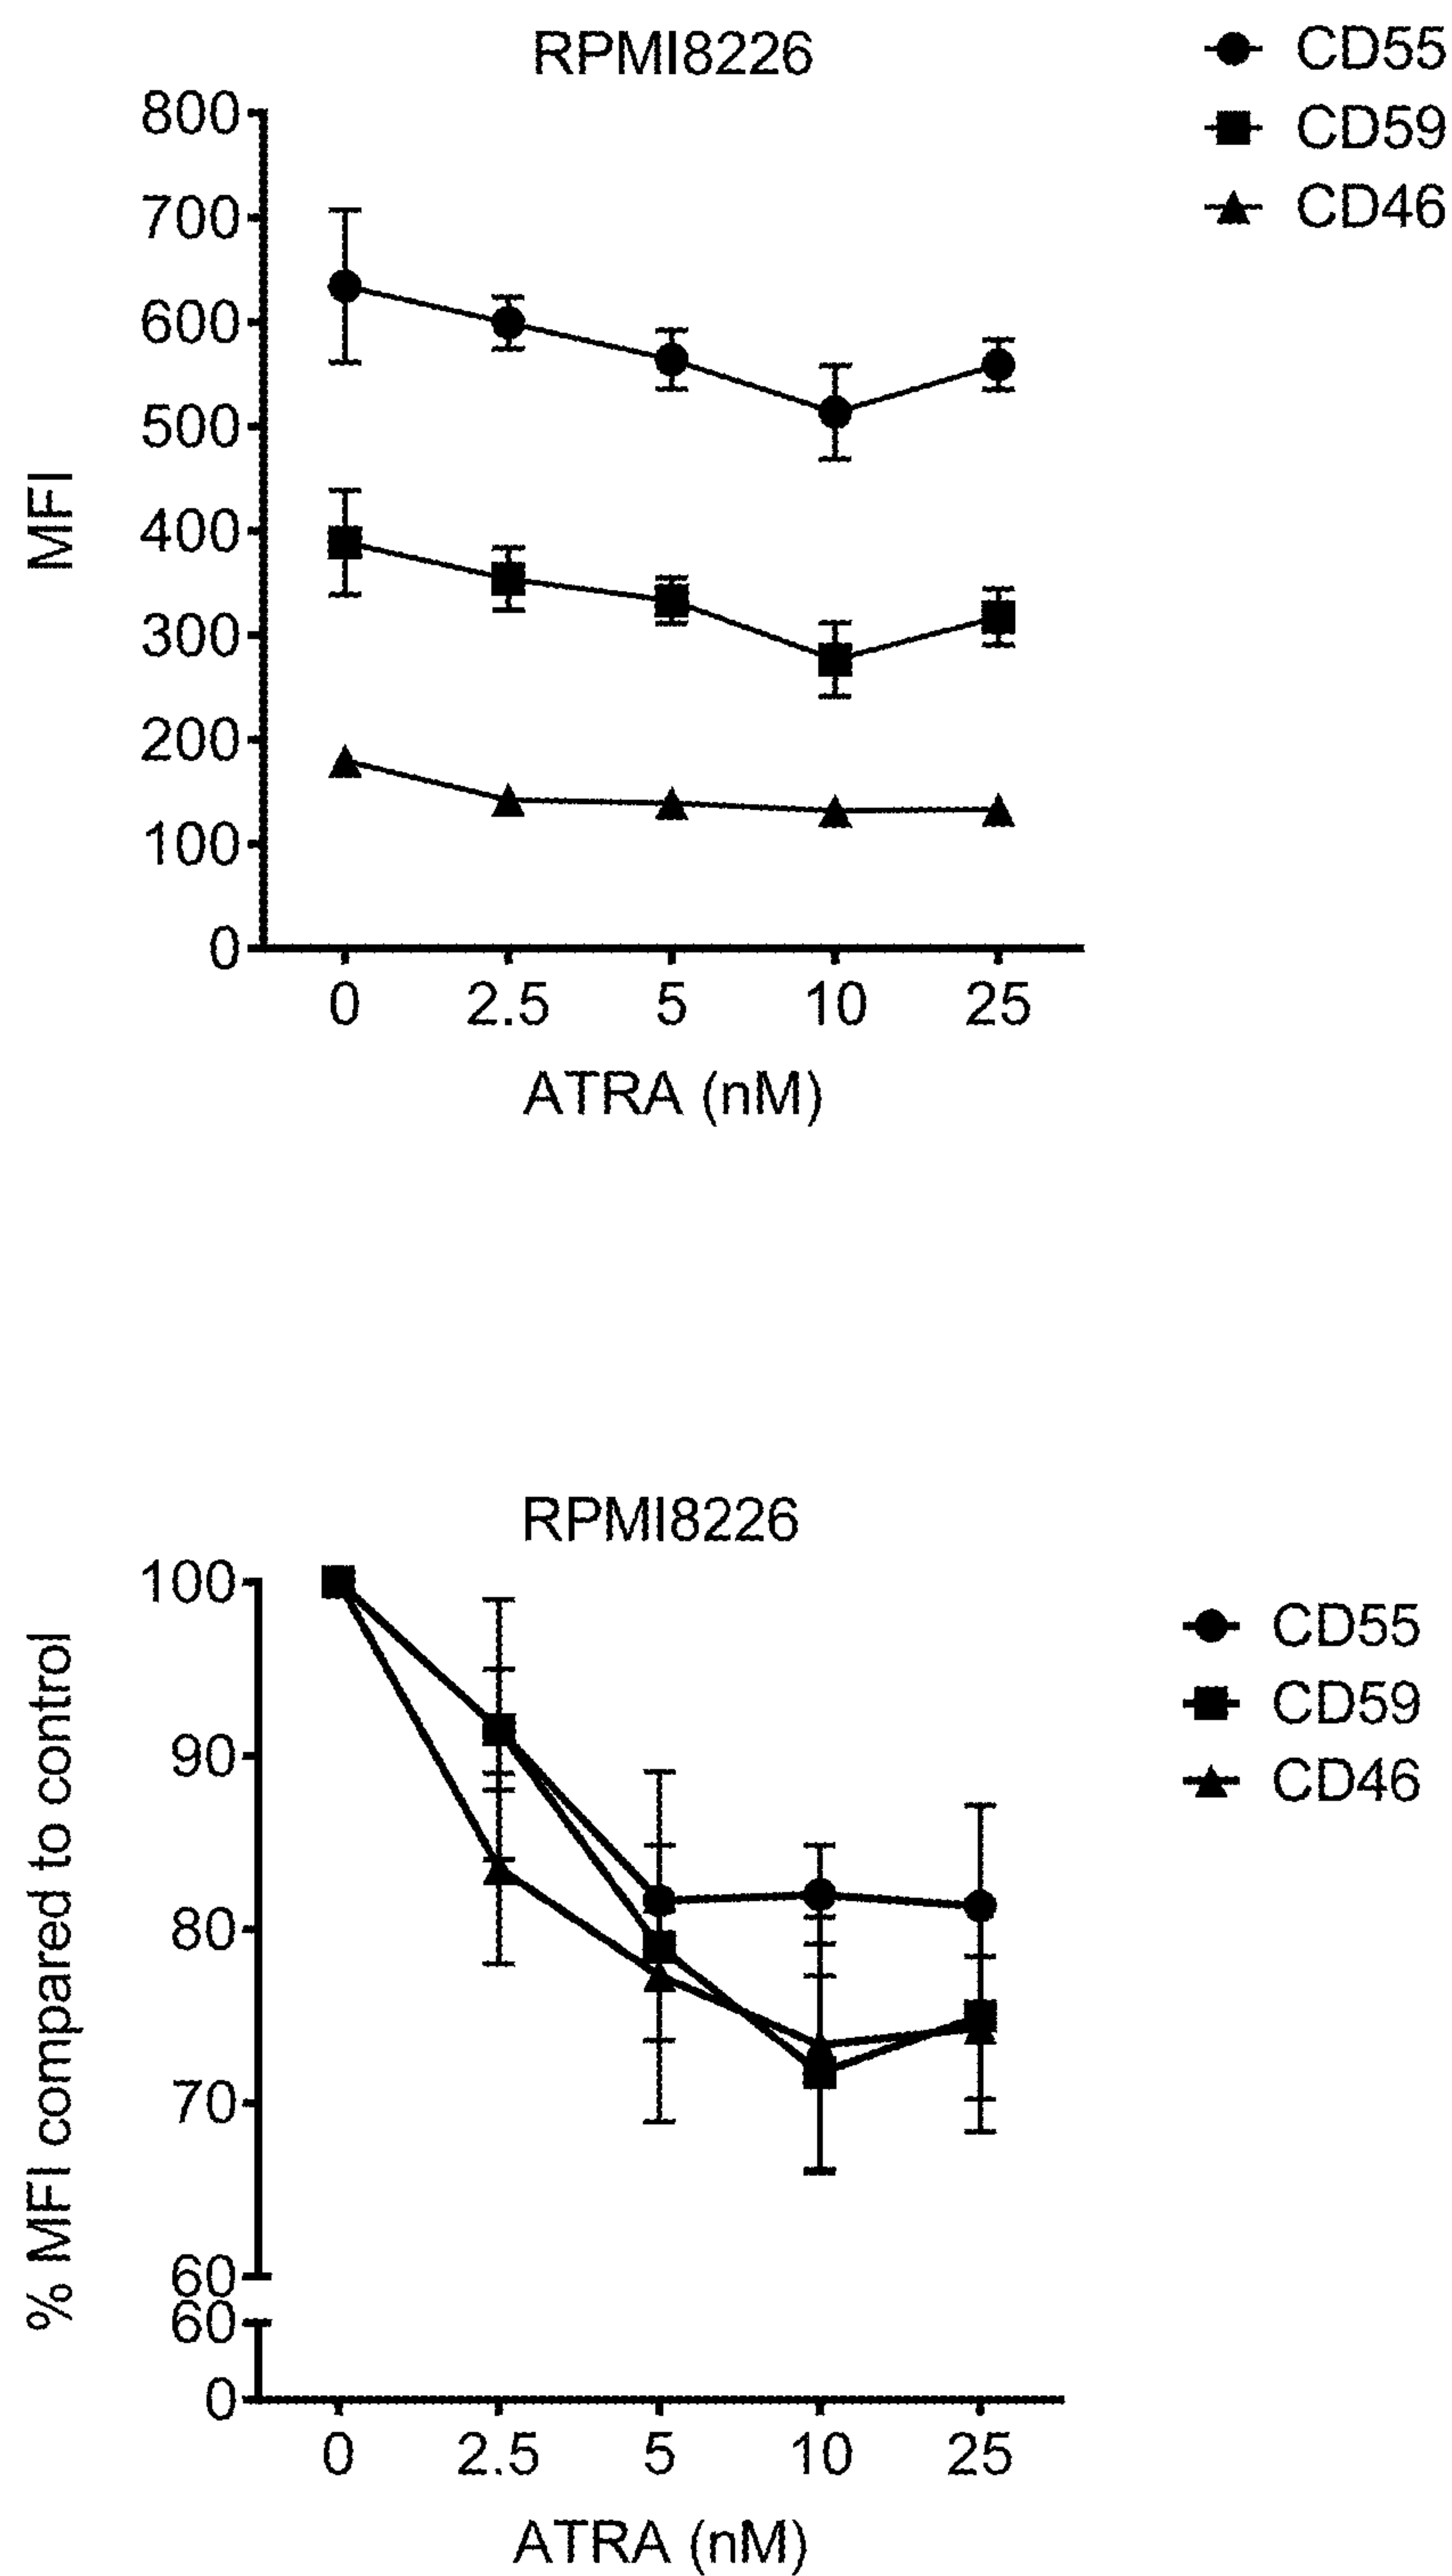 RPMI8226
CD55
CD59
CD46
800
700
600
500
400
300
200
100
0
MFI
0 2.5 5 10 25
ATRA (nM)
RPMI8226
CD55
CD59
CD46
100
90
80
70
60
60
0
% MFI compared to control
0 2.5 5 10 25
ATRA (nM)